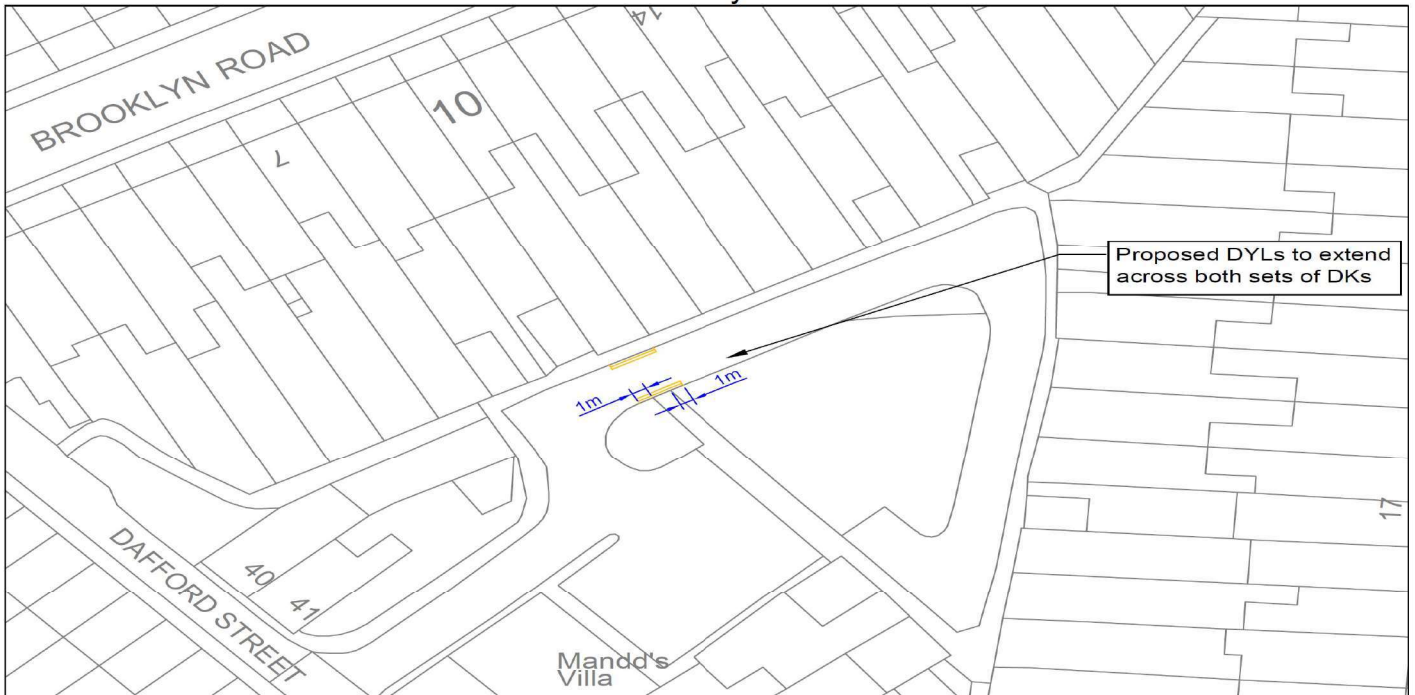 14
BROOKLYN ROAD
10
7
Proposed DYLs to extend
across both sets of DKs
1m
1m
17
40
41
DAFFORD STREET
Mandd's
Villa